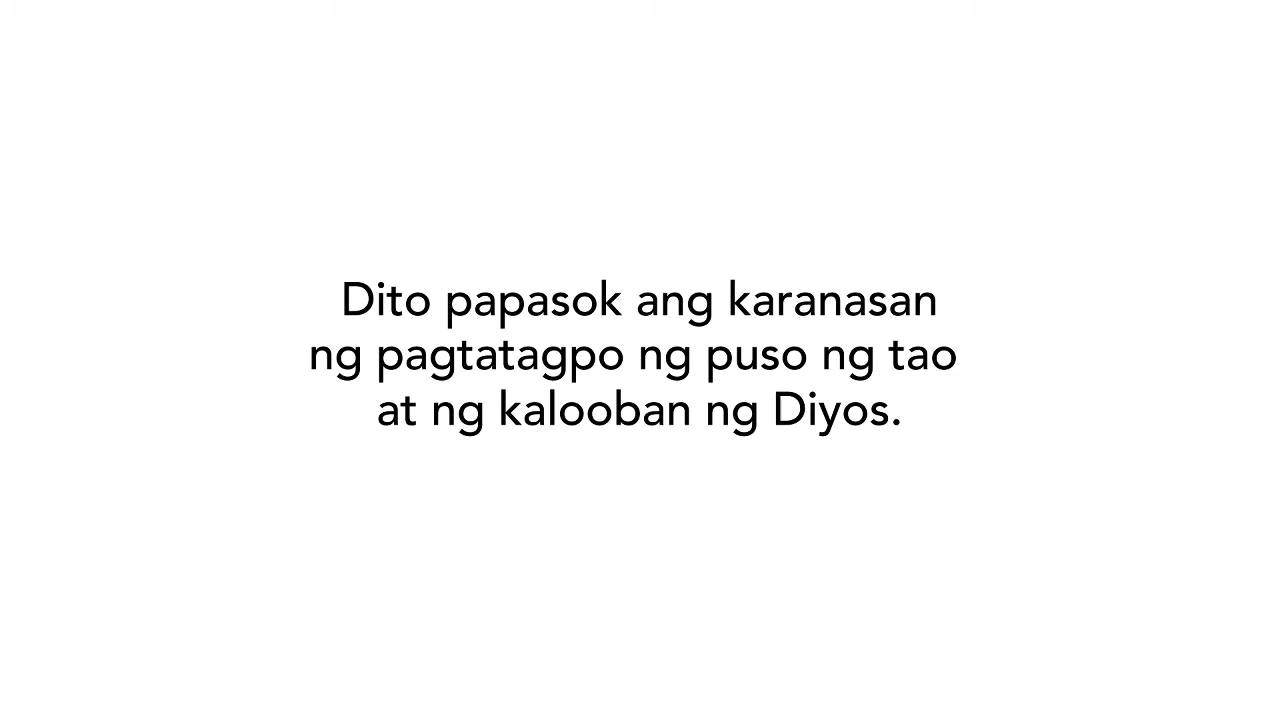 Dito papasok ang karanasan
ng pagtatagpo ng puso ng tao
at ng kalooban ng Diyos.